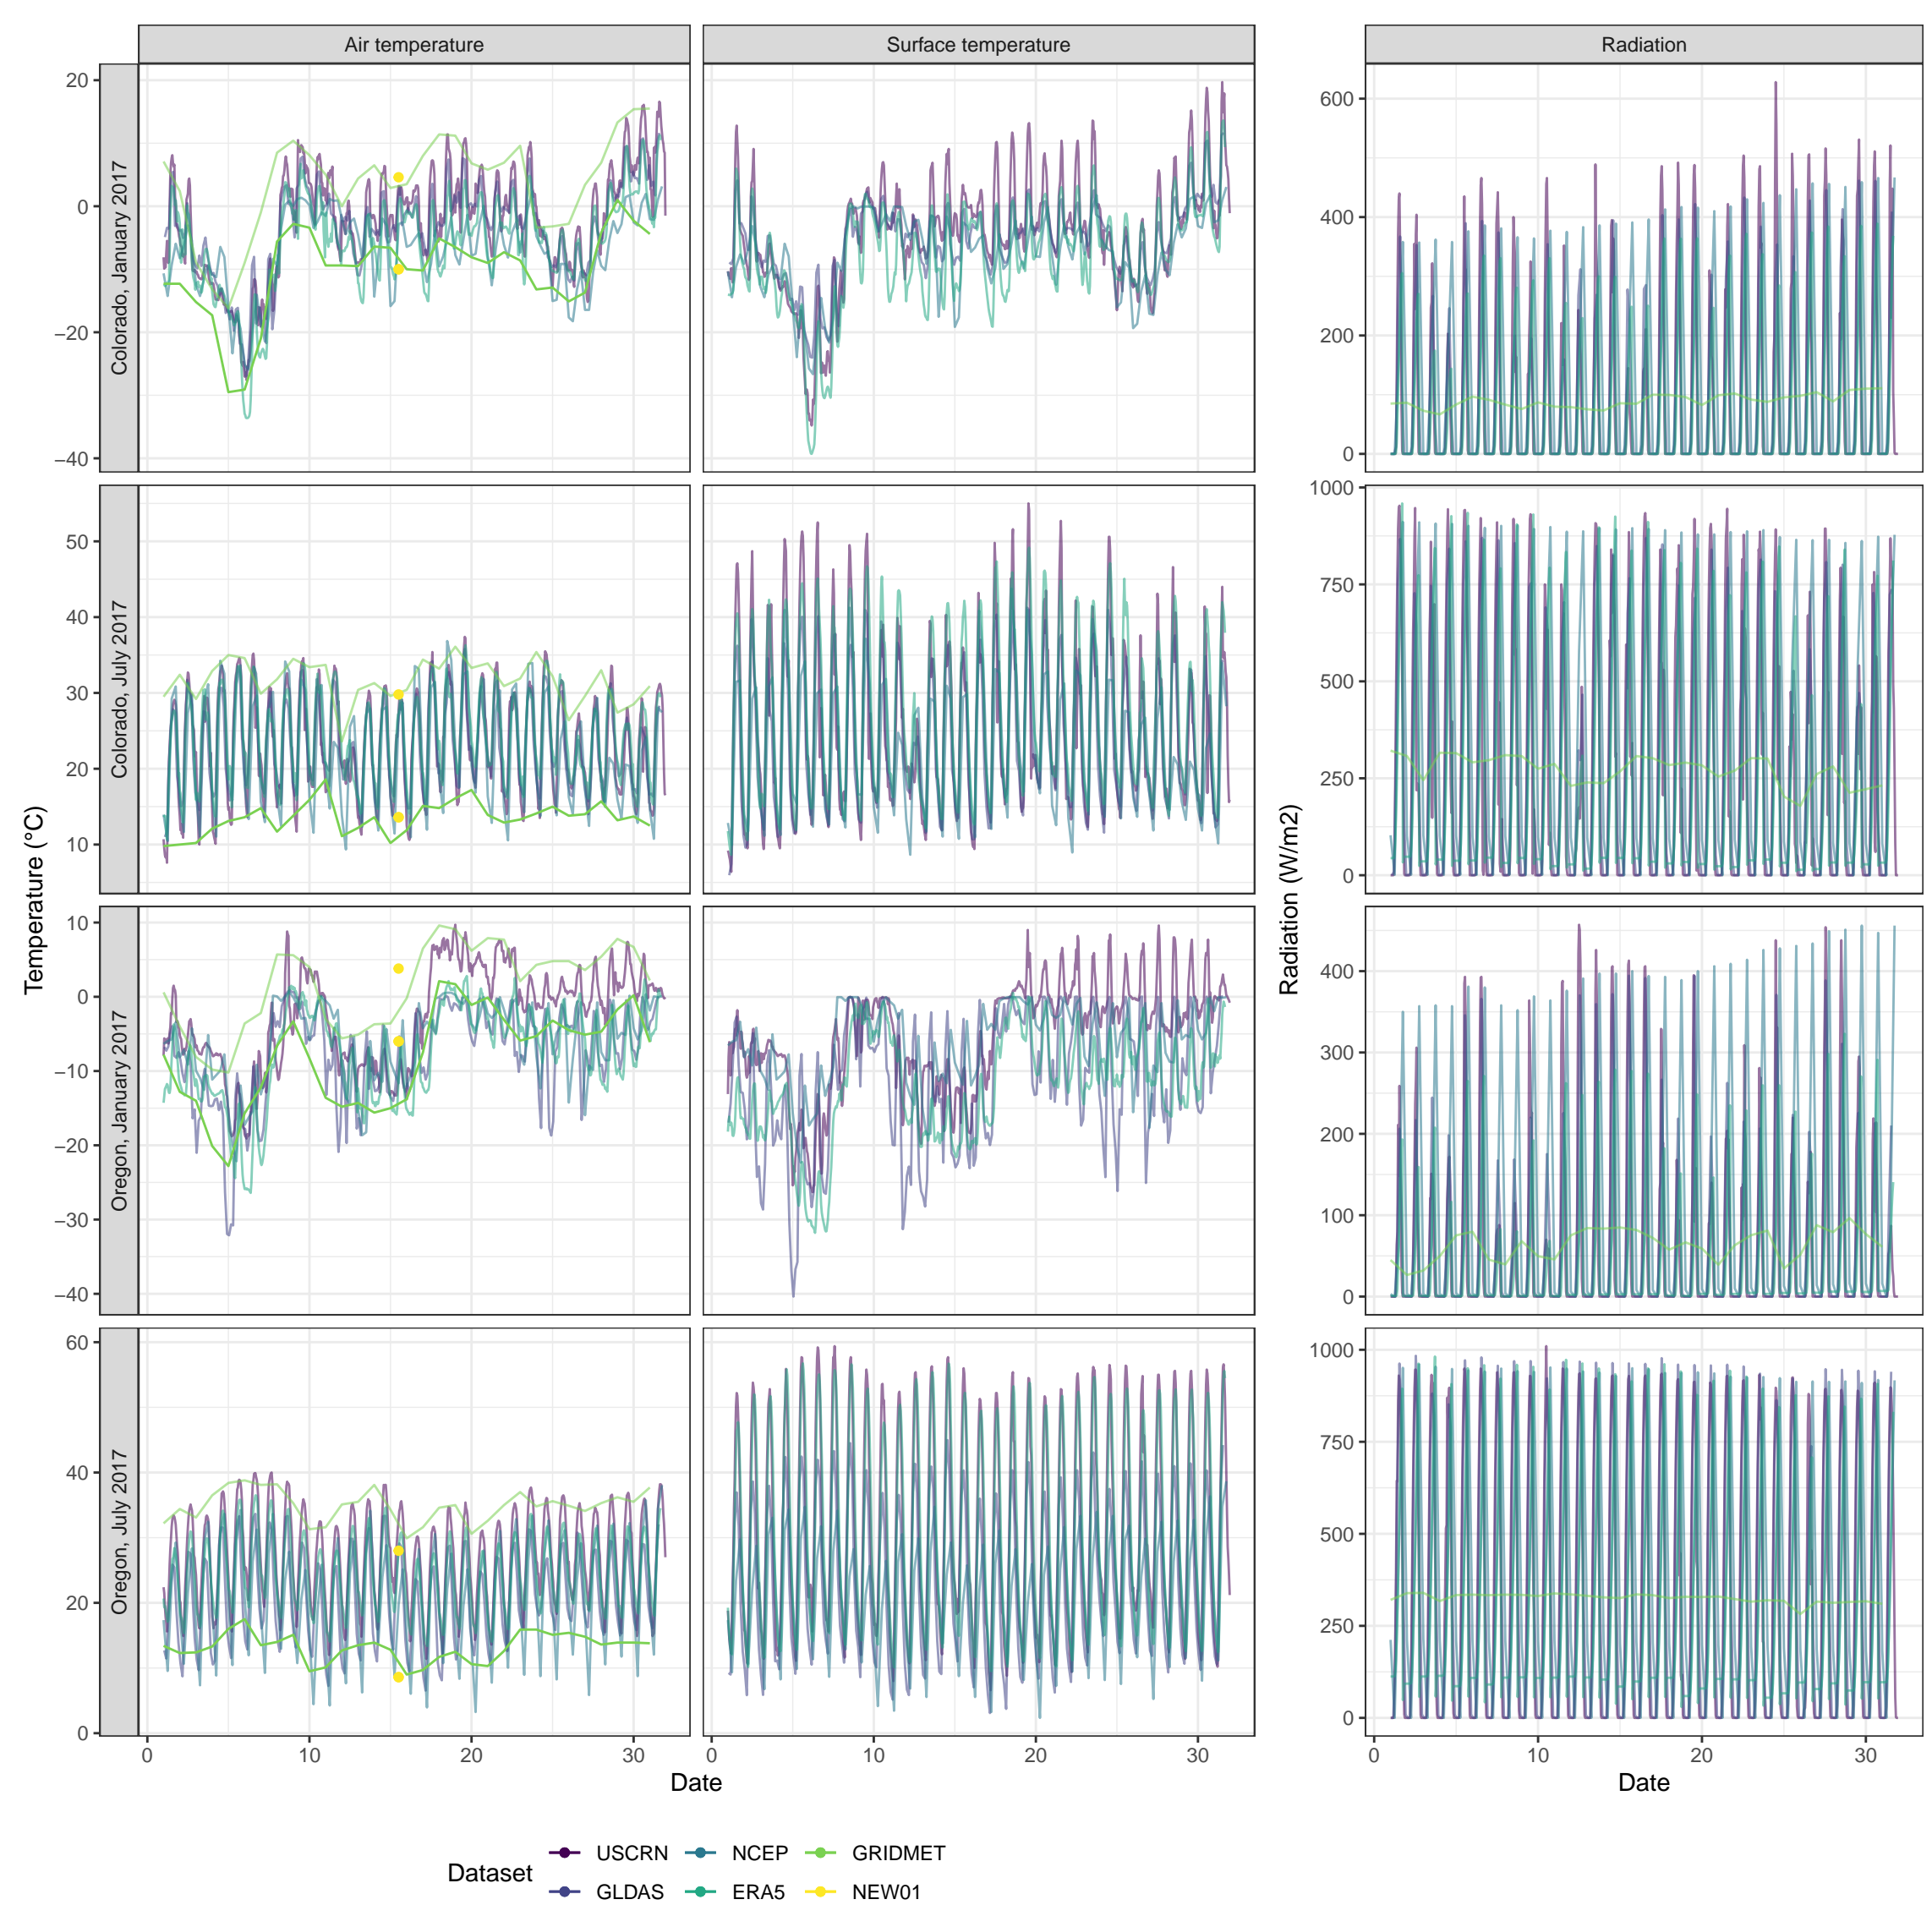 Air temperature
Surface temperature
Radiation
Colorado, January 2017
20
0
−20
−40
600
400
200
0
Colorado, July 2017
50
40
30
20
10
1000
750
500
250
0
Temperature (°C)
Radiation (W/m2)
Oregon, January 2017
10
0
−10
−20
−30
−40
400
300
200
100
0
Oregon, July 2017
60
40
20
0
1000
750
500
250
0
0 10 20 30
0 10 20 30
0 10 20 30
Date
Date
Dataset
USCRN NCEP GRIDMET
GLDAS ERA5 NEW01